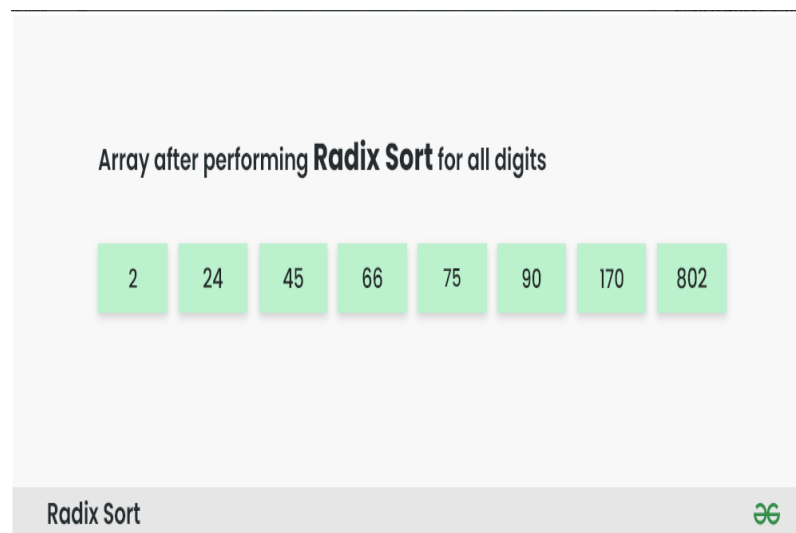 Array after performing Radix Sort for all digits
2 24 45 66 75 90 170 802
Radix Sort